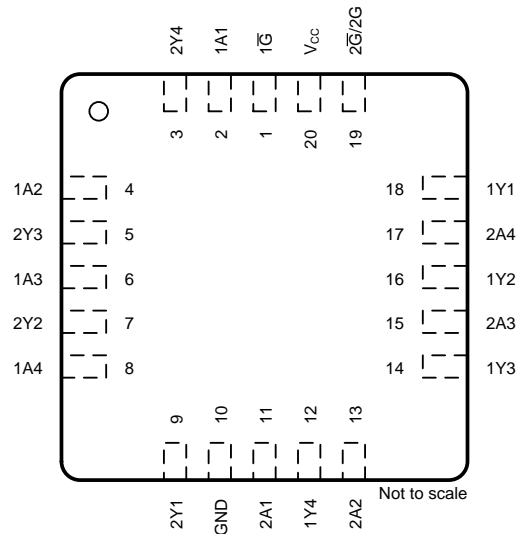 2Y4 1A1 1G̅ Vcc 2G̅/2G
3 2 1 20 19
1A2 4 18 1Y1
2Y3 5 17 2A4
1A3 6 16 1Y2
2Y2 7 15 2A3
1A4 8 14 1Y3
9 10 11 12 13
Not to scale
2Y1 GND 2A1 1Y4 2A2